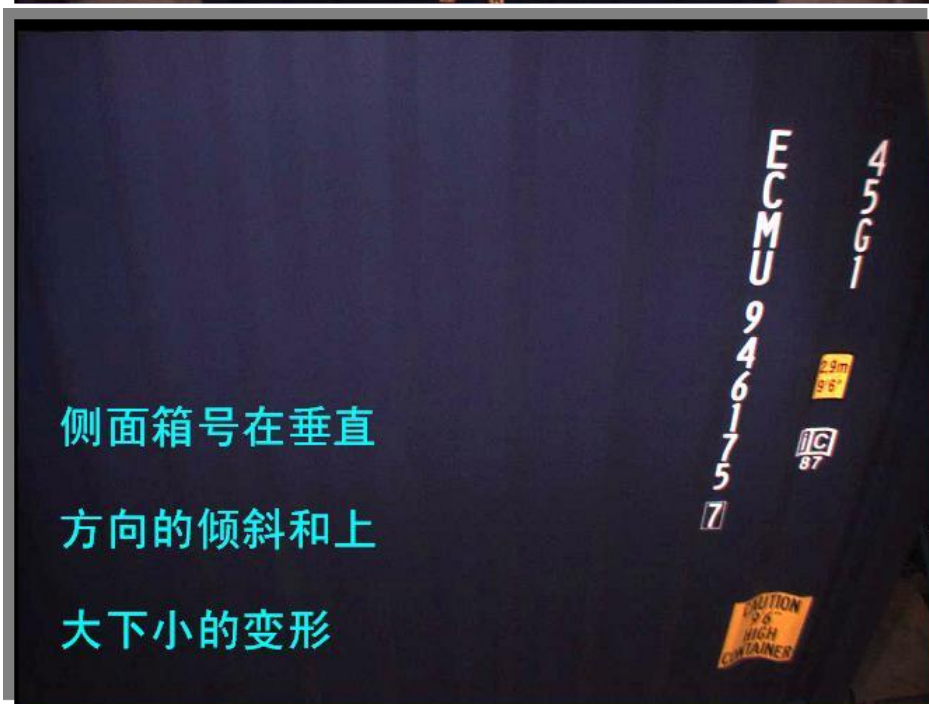 ECMU 946175 7
45G1
2.9m
9'6"
iC
87
CAUTION
9'6"
HIGH
CONTAINER
侧面箱号在垂直
方向的倾斜和上
大下小的变形